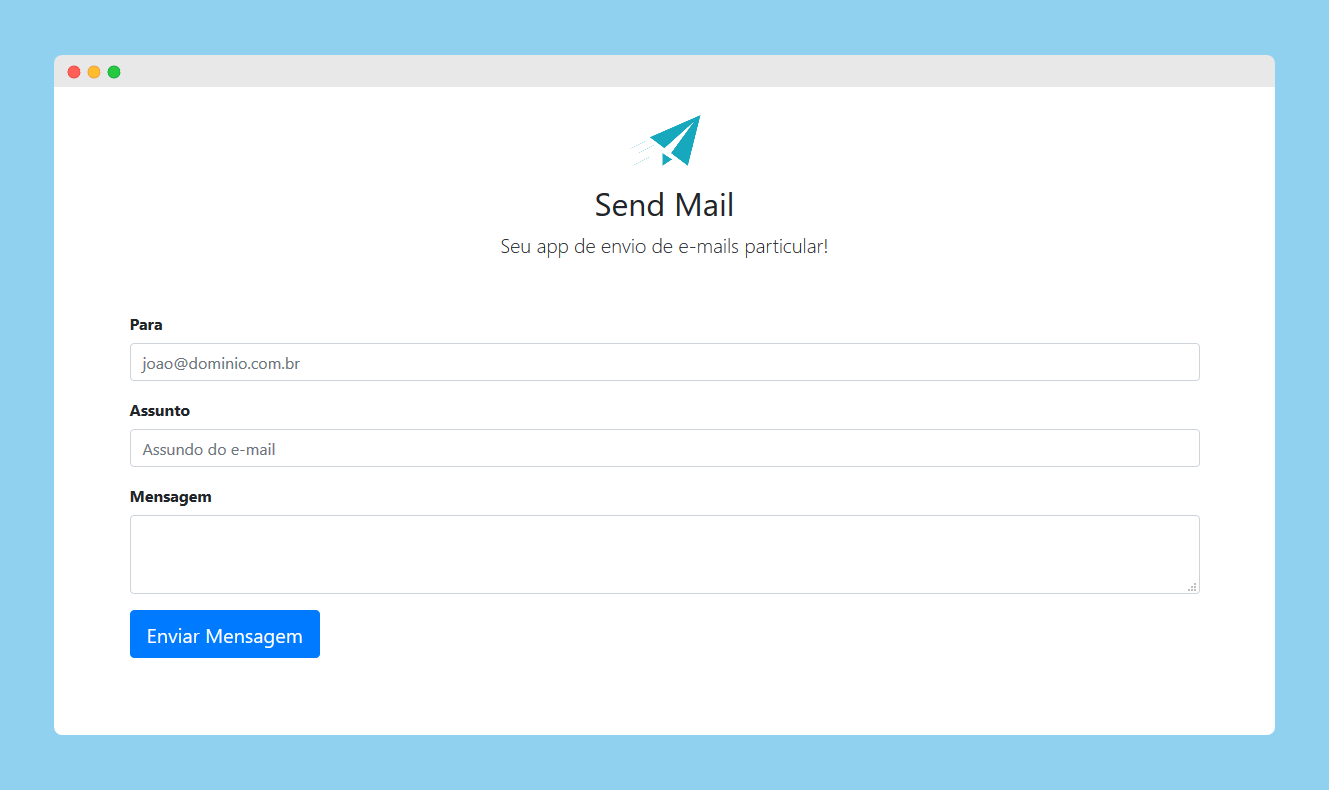 Send Mail
Seu app de envio de e-mails particular!
Para
joao@dominio.com.br
Assunto
Assundo do e-mail
Mensagem
Enviar Mensagem